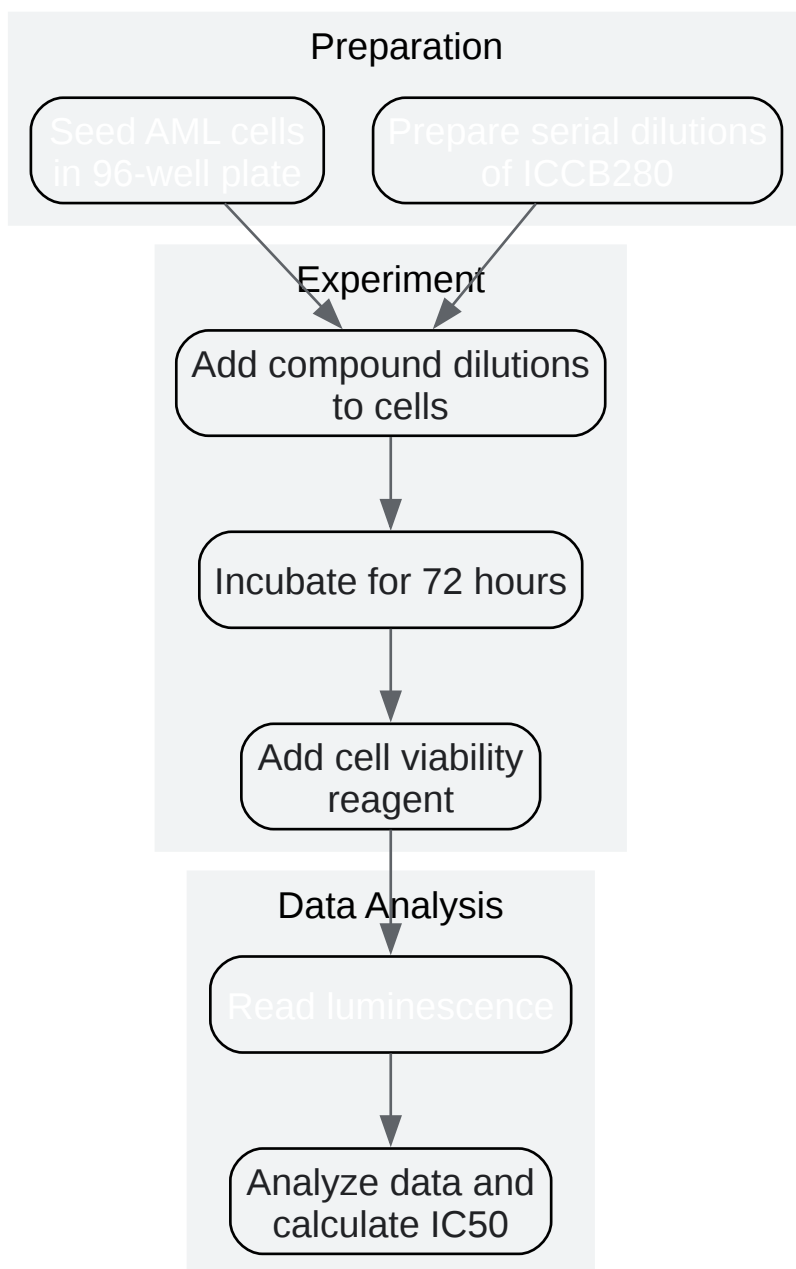 Preparation
Seed AML cells
in 96-well plate
Prepare serial dilutions
of ICCB280
Experiment
Add compound dilutions
to cells
Incubate for 72 hours
Add cell viability
reagent
Data Analysis
Read luminescence
Analyze data and
calculate IC50